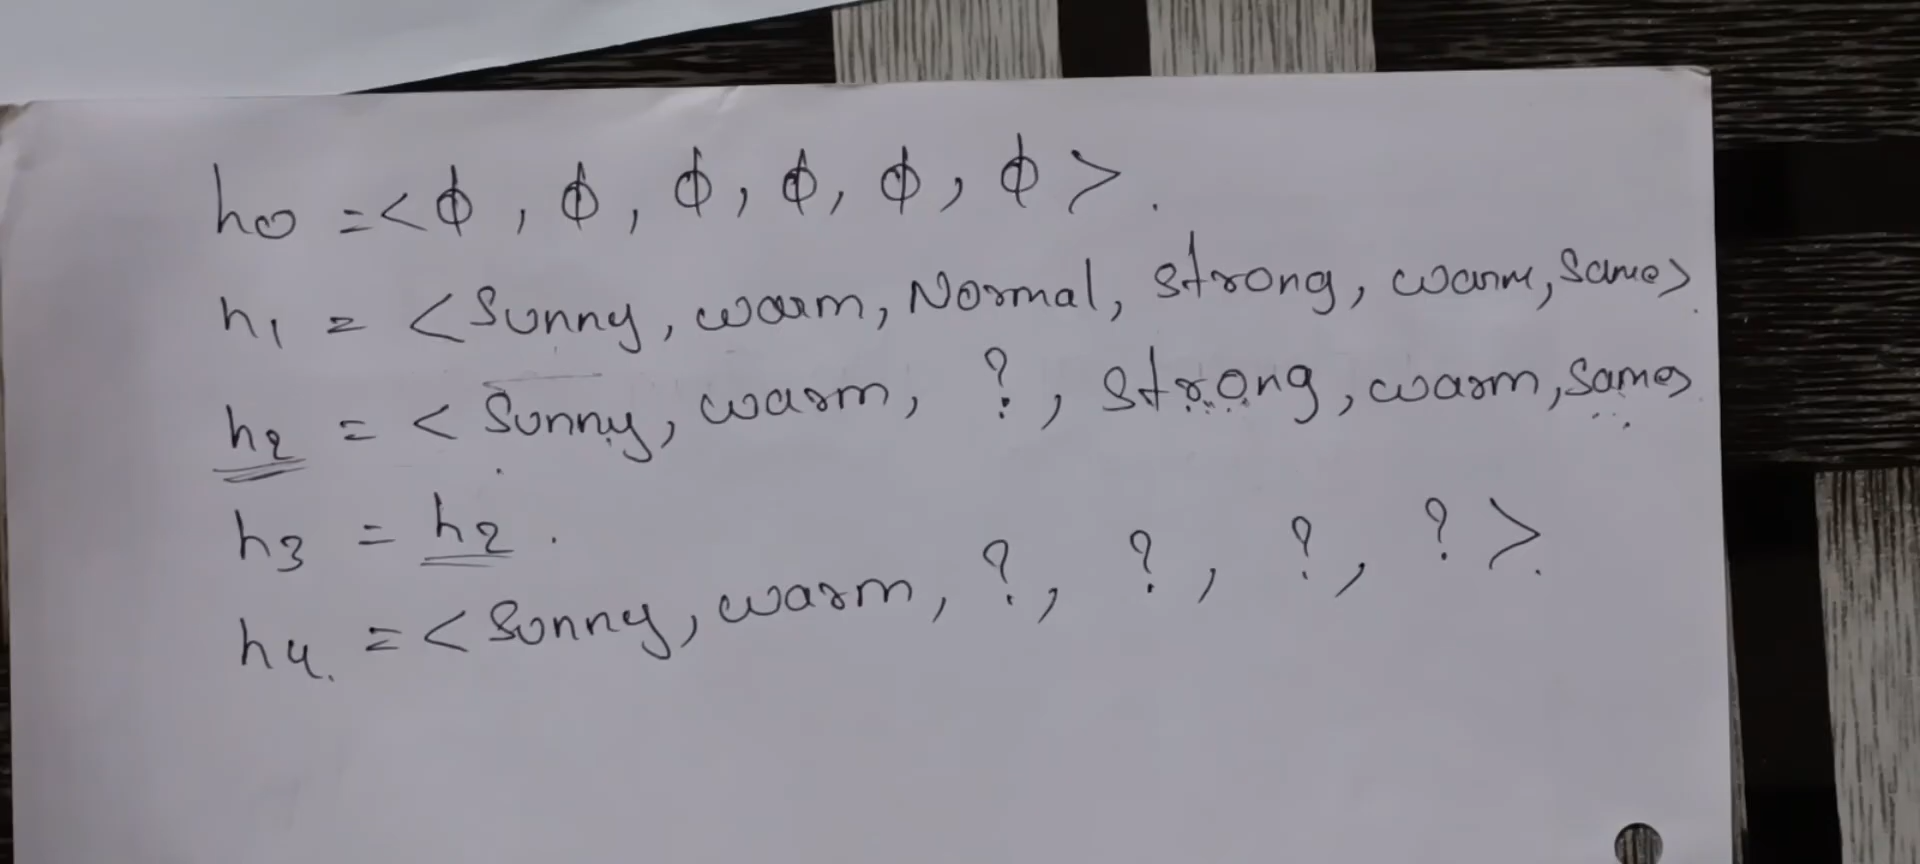 h0 = <ϕ, ϕ, ϕ, ϕ, ϕ, ϕ>.
h1 = <Sunny, warm, Normal, strong, warm, Same>.
h2 = <Sunny, warm, ?, strong, warm, Same>
h3 = h2.
h4. = <Sunny, warm, ?, ?, ?, ?>.